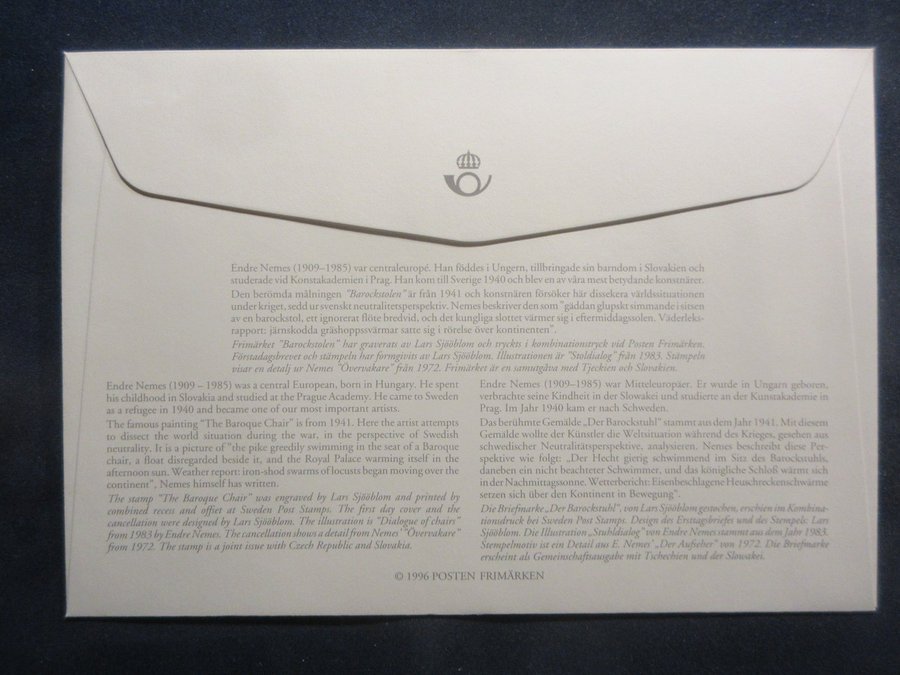 Endre Nemes (1909–1985) var centraleuropé. Han föddes i Ungern, tillbringade sin barndom i Slovakien och
studerade vid Konstakademien i Prag. Han kom till Sverige 1940 och blev en av våra mest betydande konstnärer.
Den berömda målningen "Barockstolen" är från 1941 och konstnären försöker här dissekera världssituationen
under kriget, sedd ur svenskt neutralitetsperspektiv. Nemes beskriver den som "gäddan glupskt simmande i sitsen
av en barockstol, ett ignorerat flöte bredvid, och det kungliga slottet värmer sig i eftermiddagssolen. Väderleks-
rapport: järnskodda gräshoppssvärmar satte sig i rörelse över kontinenten".
Frimärket "Barockstolen" har graverats av Lars Sjööblom och tryckts i kombinationstryck vid Posten Frimärken.
Förstadagsbrevet och stämpeln har formgivits av Lars Sjööblom. Illustrationen är "Stoldialog" från 1983. Stämpeln
visar en detalj ur Nemes "Övervakare" från 1972. Frimärket är en samutgåva med Tjeckien och Slovakien.
Endre Nemes (1909 – 1985) was a central European, born in Hungary. He spent
his childhood in Slovakia and studied at the Prague Academy. He came to Sweden
as a refugee in 1940 and became one of our most important artists.
The famous painting "The Baroque Chair" is from 1941. Here the artist attempts
to dissect the world situation during the war, in the perspective of Swedish
neutrality. It is a picture of "the pike greedily swimming in the seat of a Baroque
chair, a float disregarded beside it, and the Royal Palace warming itself in the
afternoon sun. Weather report: iron-shod swarms of locusts began moving over the
continent", Nemes himself has written.
The stamp "The Baroque Chair" was engraved by Lars Sjööblom and printed by
combined recess and offset at Sweden Post Stamps. The first day cover and the
cancellation were designed by Lars Sjööblom. The illustration is "Dialogue of chairs"
from 1983 by Endre Nemes. The cancellation shows a detail from Nemes' "Övervakare"
from 1972. The stamp is a joint issue with Czech Republic and Slovakia.
Endre Nemes (1909–1985) war Mitteleuropäer. Er wurde in Ungarn geboren,
verbrachte seine Kindheit in der Slowakei und studierte an der Kunstakademie in
Prag. Im Jahr 1940 kam er nach Schweden.
Das berühmte Gemälde „Der Barockstuhl" stammt aus dem Jahr 1941. Mit diesem
Gemälde wollte der Künstler die Weltsituation während des Krieges, gesehen aus
schwedischer Neutralitätsperspektive, analysieren. Nemes beschreibt diese Per-
spektive wie folgt: „Der Hecht gierig schwimmend im Sitz des Barockstuhls,
daneben ein nicht beachteter Schwimmer, und das königliche Schloß wärmt sich
in der Nachmittagssonne. Wetterbericht: Eisenbeschlagene Heuschreckenschwärme
setzen sich über den Kontinent in Bewegung".
Die Briefmarke „Der Barockstuhl", von Lars Sjööblom gestochen, erschien im Kombina-
tionsdruck bei Sweden Post Stamps. Design des Ersttagsbriefes und des Stempels: Lars
Sjööblom. Die Illustration „Stuhldialog" von Endre Nemes stammt aus dem Jahr 1983.
Stempelmotiv ist ein Detail aus E. Nemes' „Der Aufseher" von 1972. Die Briefmarke
erscheint als Gemeinschaftsausgabe mit Tschechien und der Slowakei.
© 1996 POSTEN FRIMÄRKEN